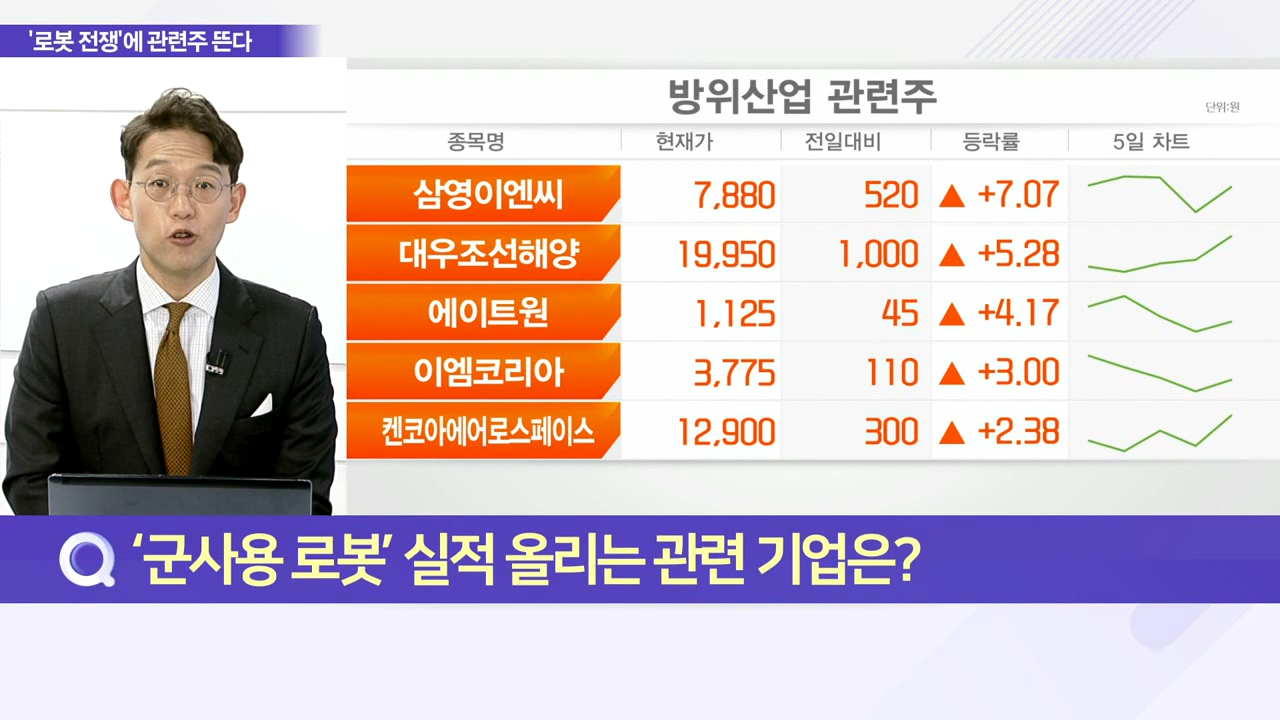 '로봇 전쟁'에 관련주 뜬다
방위산업 관련주
단위:원
종목명 현재가 전일대비 등락률 5일 차트
삼영이엔씨 7,880 520 ▲ +7.07
대우조선해양 19,950 1,000 ▲ +5.28
에이트원 1,125 45 ▲ +4.17
이엠코리아 3,775 110 ▲ +3.00
켄코아에어로스페이스 12,900 300 ▲ +2.38
Q '군사용 로봇' 실적 올리는 관련 기업은?